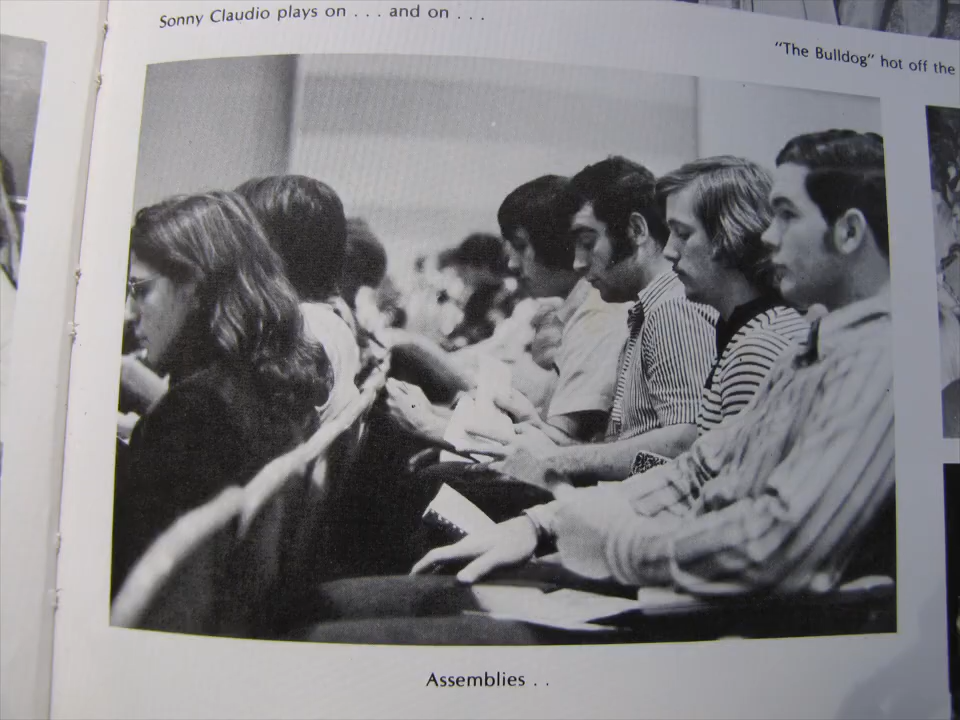 Sonny Claudio plays on . . . and on . . .
"The Bulldog" hot off the
Assemblies . .